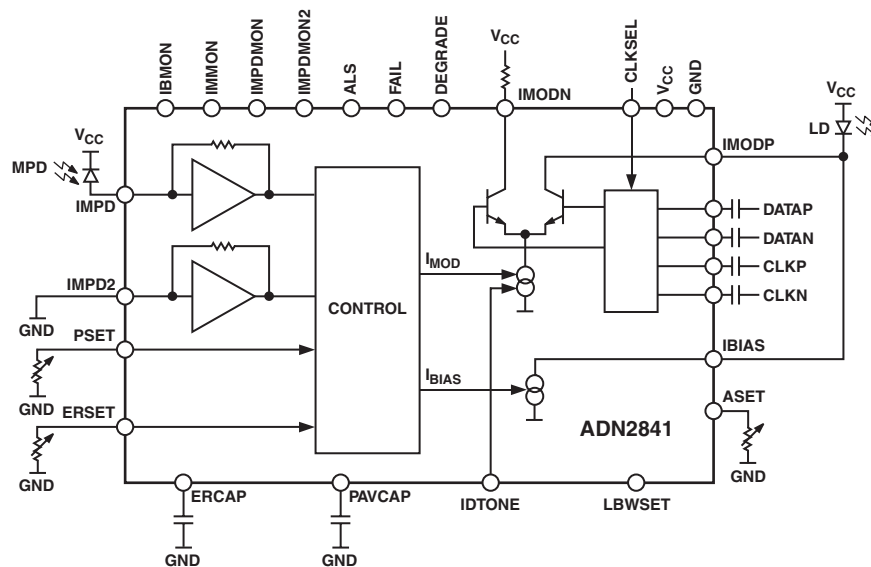 IBMON
IMMON
IMPDMON
IMPDMON2
ALS
FAIL
DEGRADE
VCC
IMODN
CLKSEL
VCC
GND
VCC
LD
IMODP
VCC
MPD
IMPD
DATAP
DATAN
CLKP
CLKN
IMPD2
GND
CONTROL
IMOD
PSET
GND
IBIAS
IBIAS
ASET
ERSET
GND
ADN2841
GND
ERCAP
GND
PAVCAP
GND
IDTONE
LBWSET